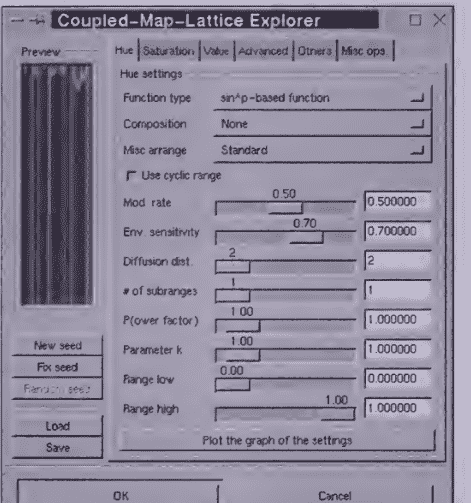 Coupled-Map-Lattice Explorer
Preview
Hue Saturation Value Advanced Others Misc ops.
Hue settings
Function type sin^p-based function
Composition None
Misc arrange Standard
Use cyclic range
Mod. rate 0.50 0.500000
Env. sensitivity 0.70 0.700000
Diffusion dist. 2 2
# of subranges 1 1
P(ower factor) 1.00 1.000000
Parameter k 1.00 1.000000
Range low 0.00 0.000000
Range high 1.00 1.000000
Plot the graph of the settings
New seed
Fix seed
Random seed
Load
Save
OK Cancel